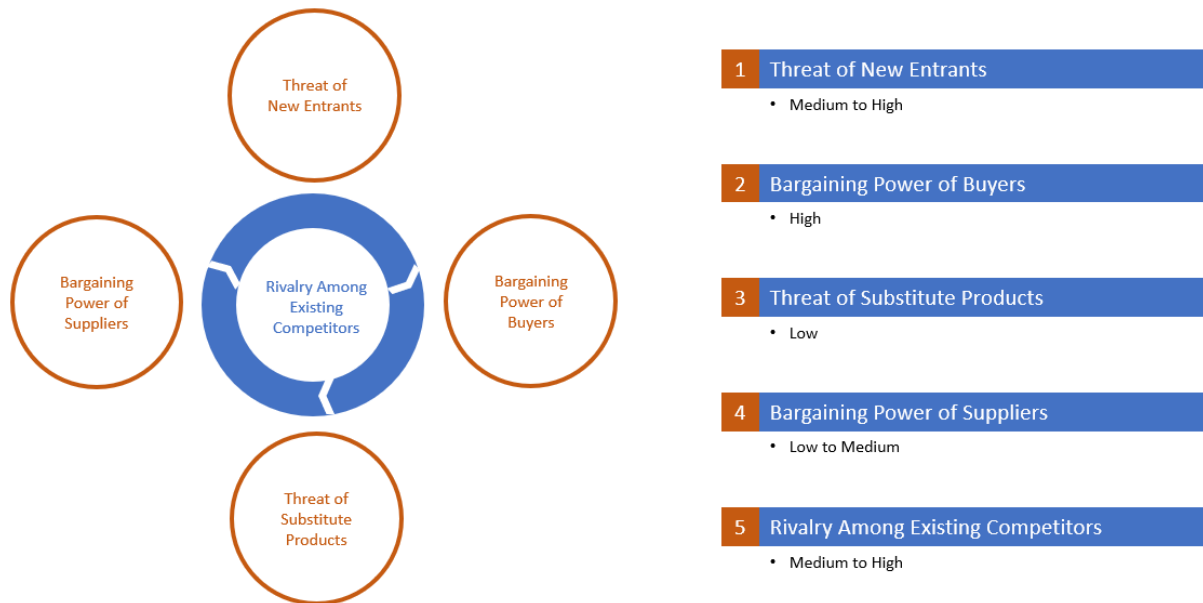 Threat of
New Entrants
Bargaining
Power of
Suppliers
Rivalry Among
Existing
Competitors
Bargaining
Power of
Buyers
Threat of
Substitute
Products
1 Threat of New Entrants
• Medium to High
2 Bargaining Power of Buyers
• High
3 Threat of Substitute Products
• Low
4 Bargaining Power of Suppliers
• Low to Medium
5 Rivalry Among Existing Competitors
• Medium to High